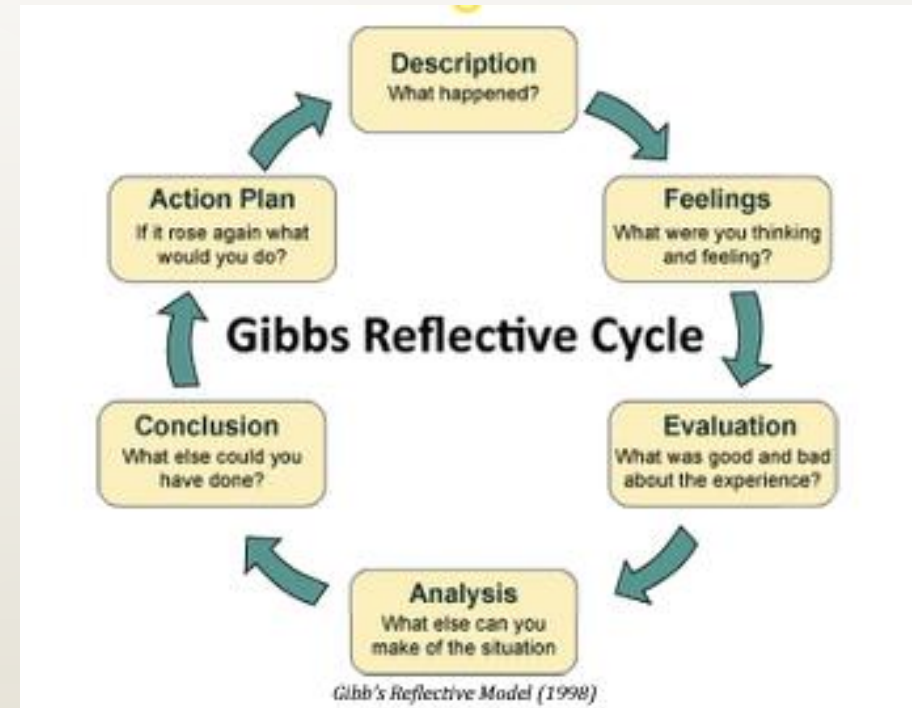 Description
What happened?
Feelings
What were you thinking
and feeling?
Evaluation
What was good and bad
about the experience?
Analysis
What else can you
make of the situation
Conclusion
What else could you
have done?
Action Plan
If it rose again what
would you do?
Gibbs Reflective Cycle
Gibb's Reflective Model (1998)